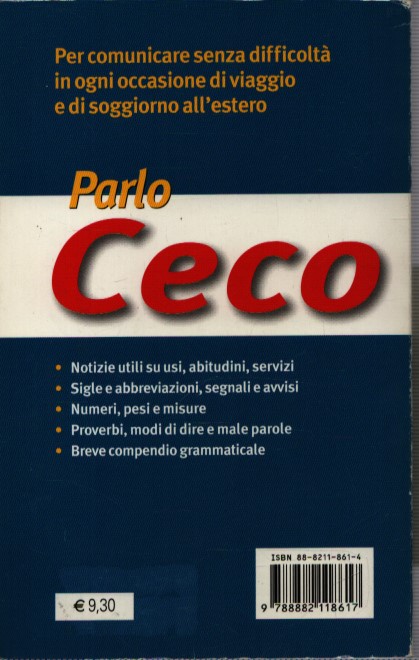 Per comunicare senza difficoltà
in ogni occasione di viaggio
e di soggiorno all'estero
Parlo
Ceco
• Notizie utili su usi, abitudini, servizi
• Sigle e abbreviazioni, segnali e avvisi
• Numeri, pesi e misure
• Proverbi, modi di dire e male parole
• Breve compendio grammaticale
ISBN 88-8211-861-4
€ 9,30
9 788882 118617